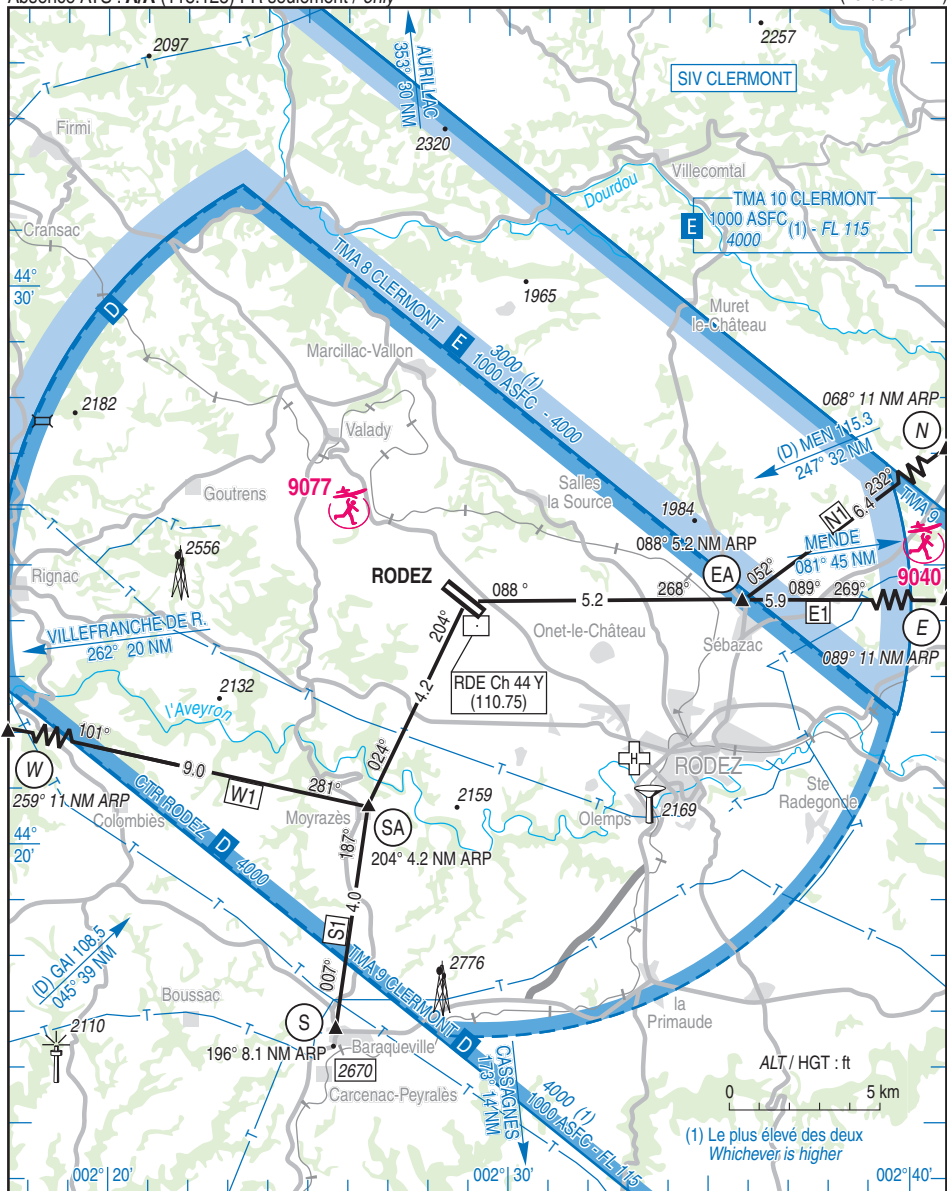 2097
2257
AURILLAC
353° 30 NM
SIV CLERMONT
Firmi
2320
Villecomtal
Dourdou
TMA 10 CLERMONT
E
1000 ASFC (1) - FL 115
4000
Cransac
44°
30'
D
TMA 8 CLERMONT
E
3000 (1)
1000 ASFC - 4000
1965
Muret
le-Château
Marcillac-Vallon
2182
Valady
068° 11 NM ARP
N
(D) MEN 115.3
247° 32 NM
9077
Goutrens
Salles
la Source
1984
232°
6.4
N1
TMA 9
2556
088° 5.2 NM ARP
EA
052°
MENDE
081° 45 NM
9040
Rignac
RODEZ
088°
5.2
268°
5.9
089°
269°
E1
E
204°
4.2
024°
Onet-le-Château
Sébazac
089° 11 NM ARP
VILLEFRANCHE DE R.
262° 20 NM
RDE Ch 44 Y
(110.75)
2132
l'Aveyron
101°
9.0
W1
281°
W
259° 11 NM ARP
H
RODEZ
Colombiès
Moyrazès
2159
Olemps
2169
Ste
Radegonde
SA
204° 4.2 NM ARP
CTR RODEZ D 4000
44°
20'
187°
4.0
S1
007°
(D) GAI 108.5
045° 39 NM
TMA 9 CLERMONT D
4000 (1)
1000 ASFC - FL 115
2776
Boussac
la
Primaude
S
2110
196° 8.1 NM ARP
Baraqueville
2670
Carcenac-Peyralès
CASSAGNES
173° 14 NM
ALT / HGT : ft
0 5 km
(1) Le plus élevé des deux
Whichever is higher
002° 20'
002° 30'
002° 40'